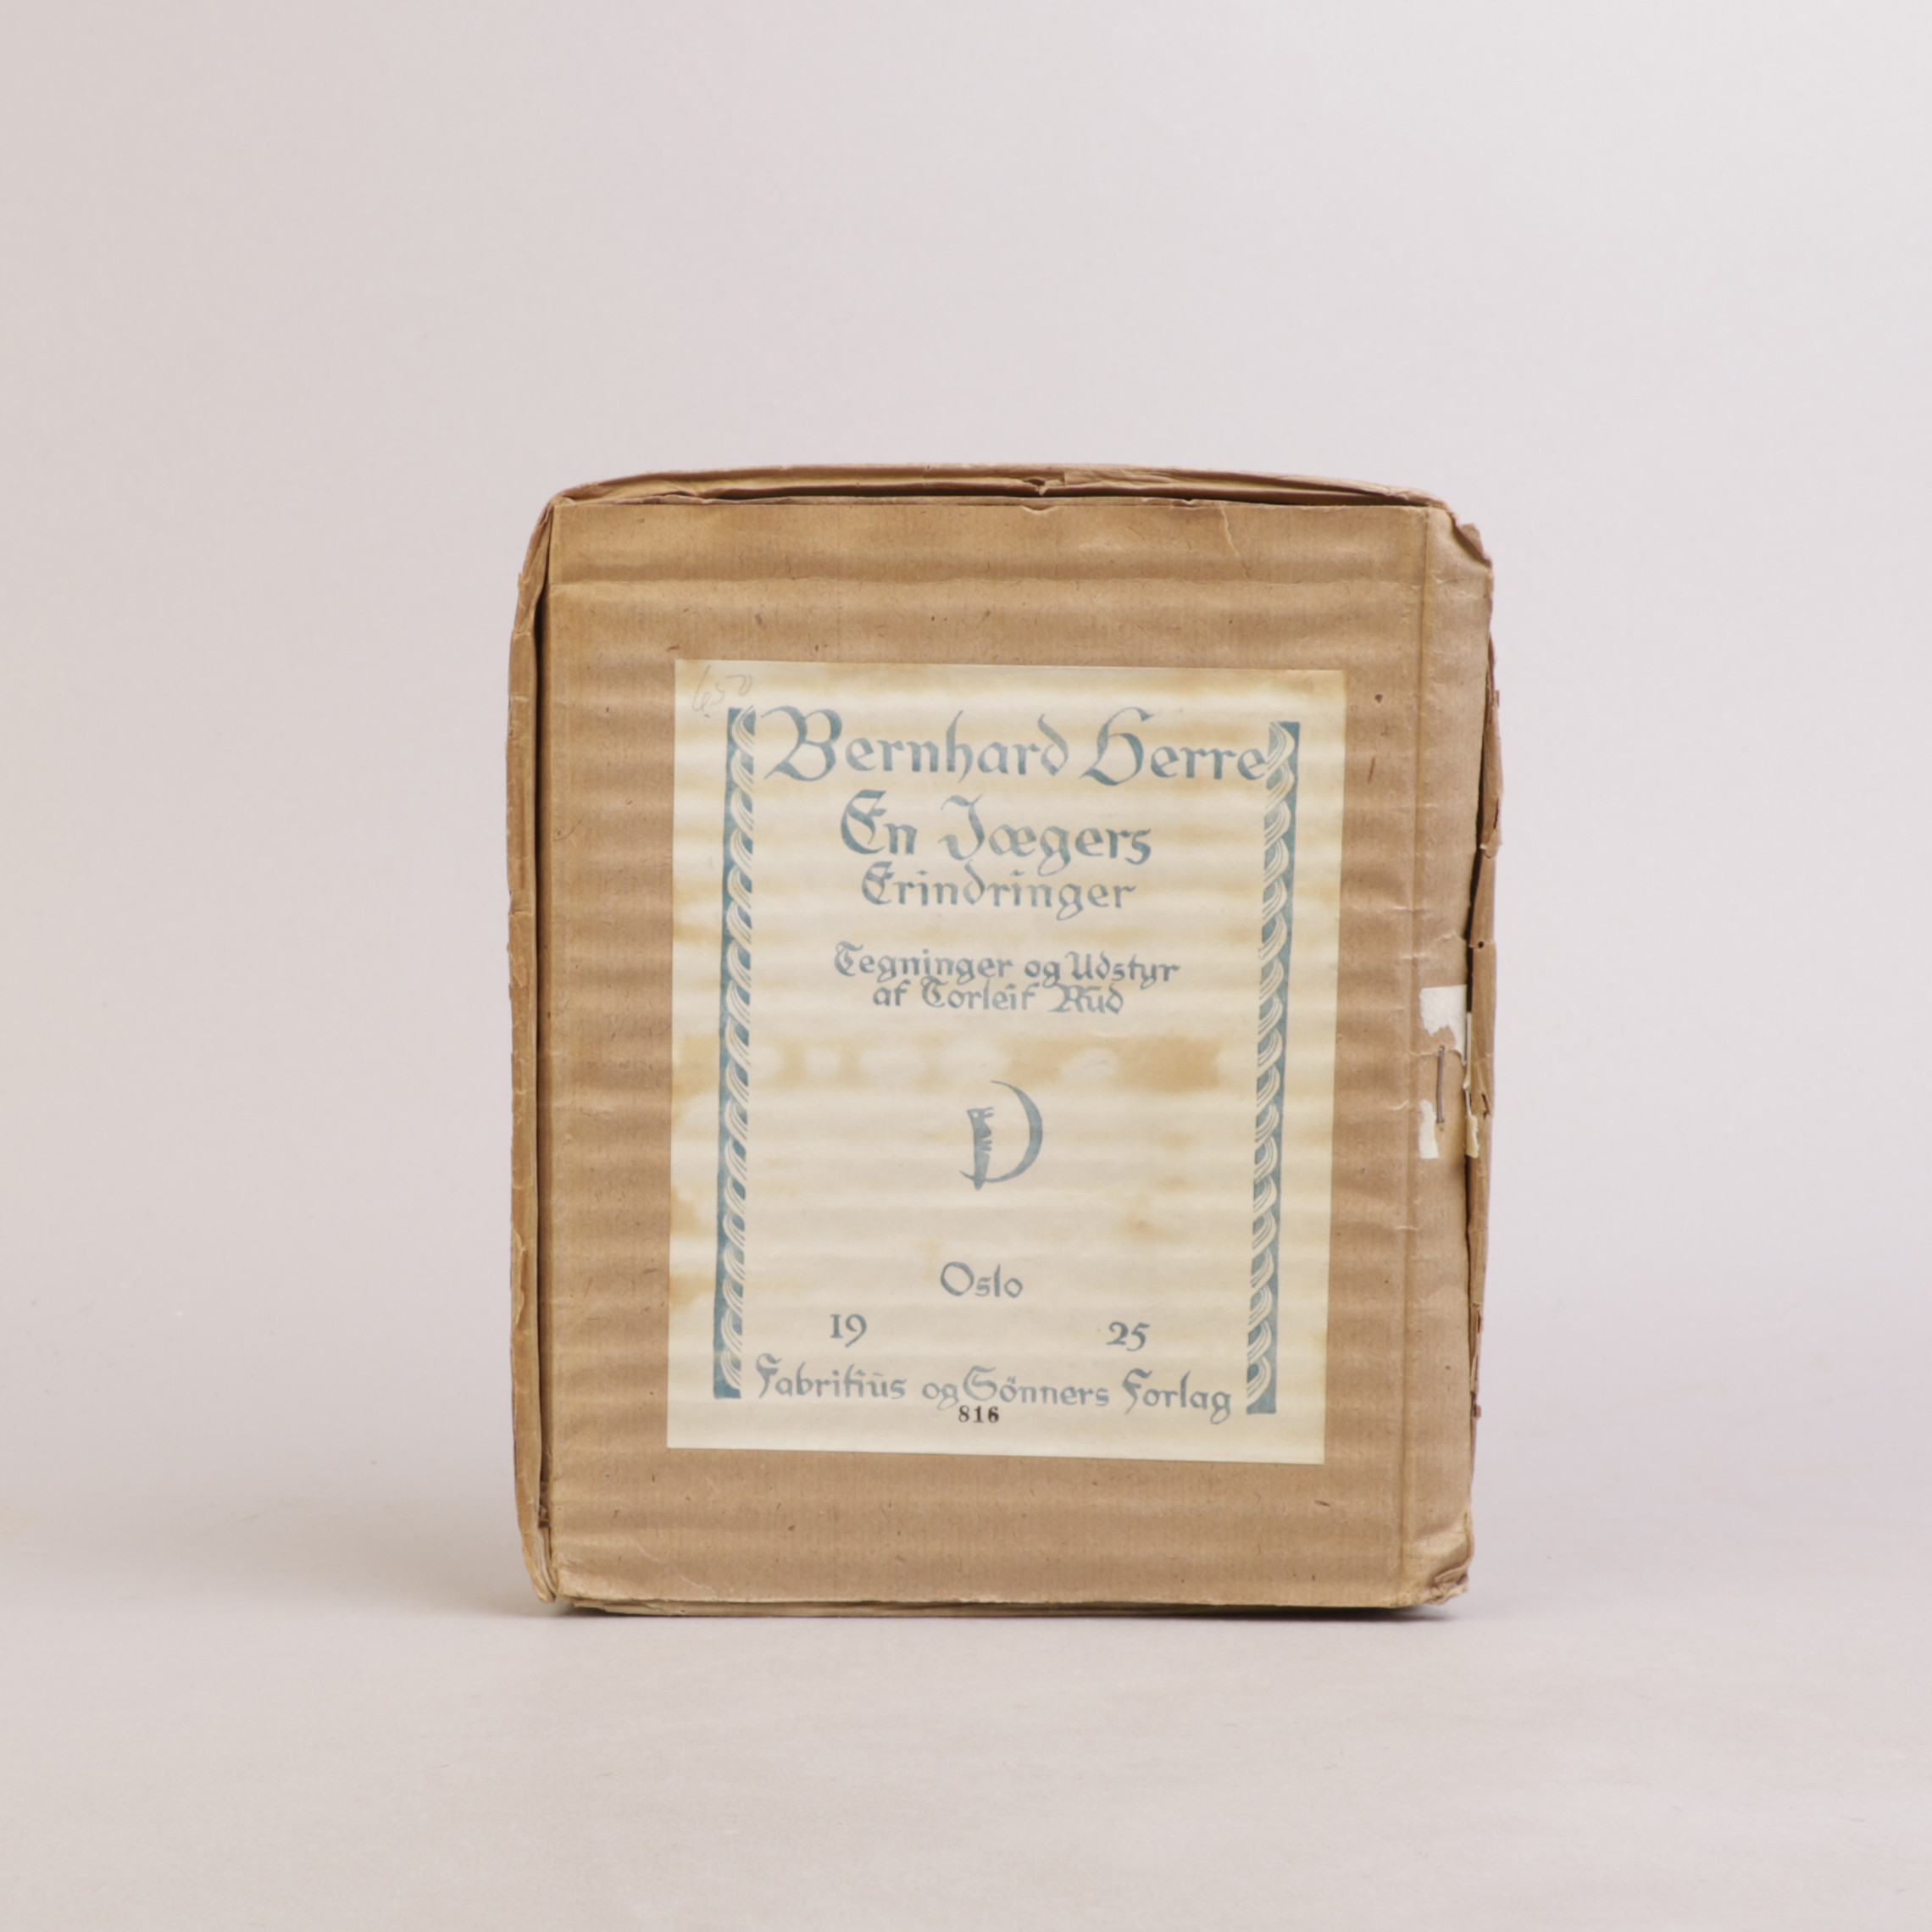 650
Bernhard Herre
En Jægers
Erindringer
Tegninger og Udstyr
af Torleif Rud
Oslo
19 25
Fabritius og Sönners Forlag
816